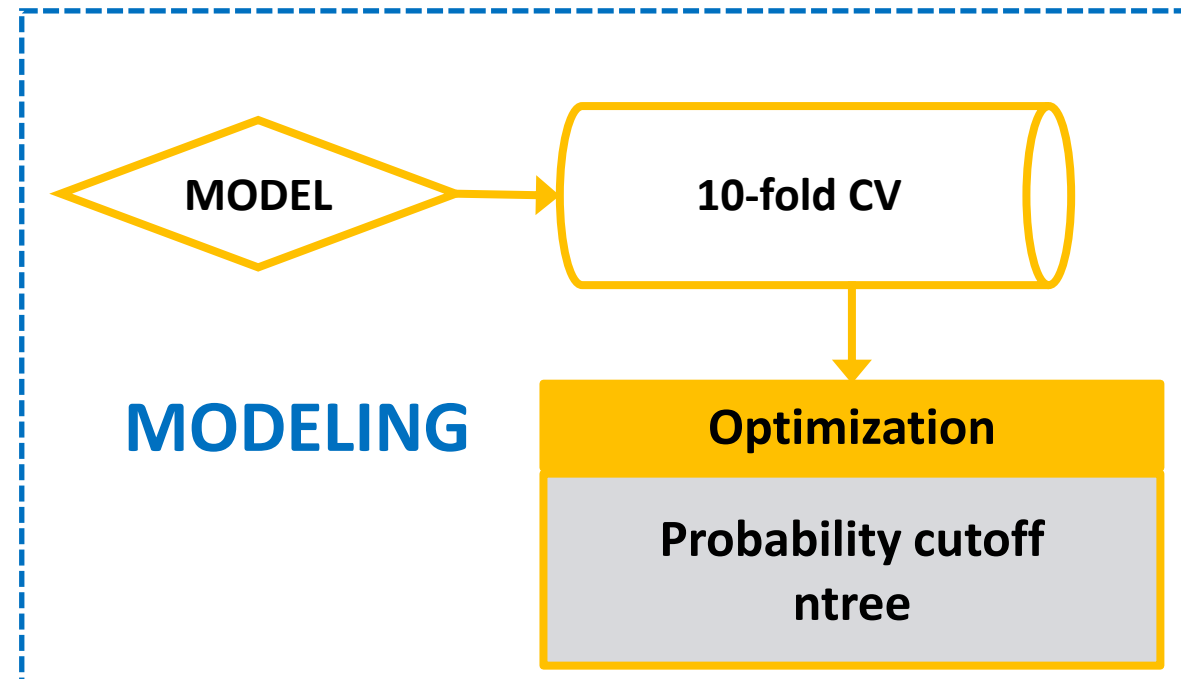 MODEL
10-fold CV
MODELING
Optimization
Probability cutoff
ntree